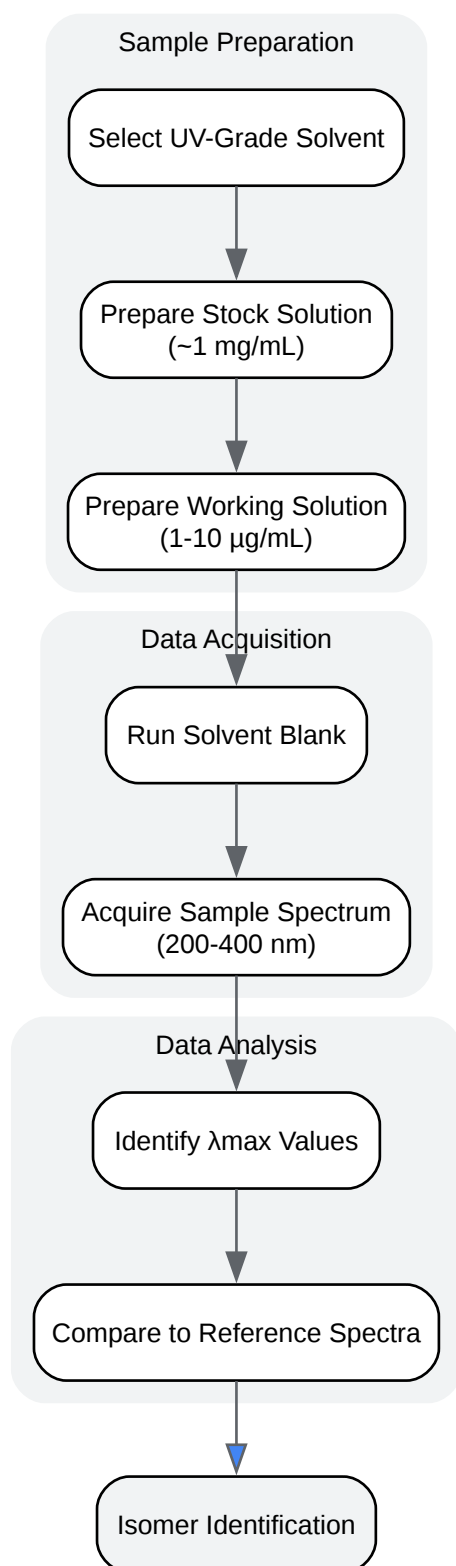 Sample Preparation
Select UV-Grade Solvent
Prepare Stock Solution
(~1 mg/mL)
Prepare Working Solution
(1-10 µg/mL)
Data Acquisition
Run Solvent Blank
Acquire Sample Spectrum
(200-400 nm)
Data Analysis
Identify λmax Values
Compare to Reference Spectra
Isomer Identification